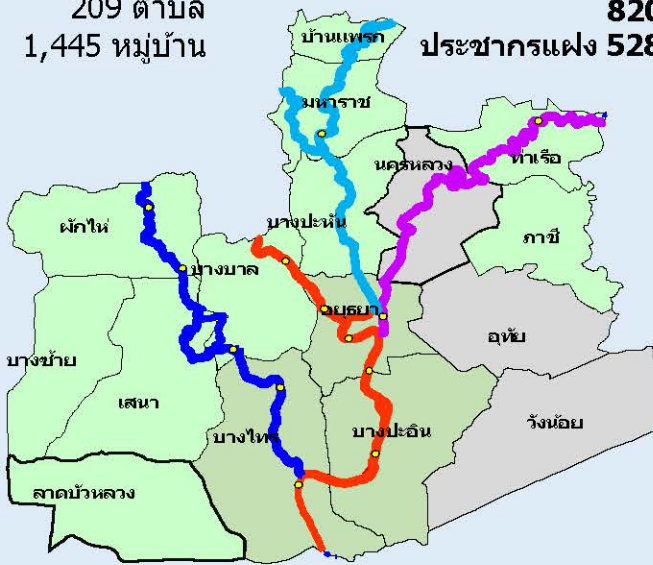 209 ตำบล
820
1,445 หมู่บ้าน
ประชากรแฝง 528
บ้านแพรก
มหาราช
นครหลวง
ท่าเรือ
ผักไห่
บางปะหัน
ภาชี
บางบาล
อยุธยา
อุทัย
บางซ้าย
เสนา
วังน้อย
บางไทร
บางปะอิน
ลาดบัวหลวง